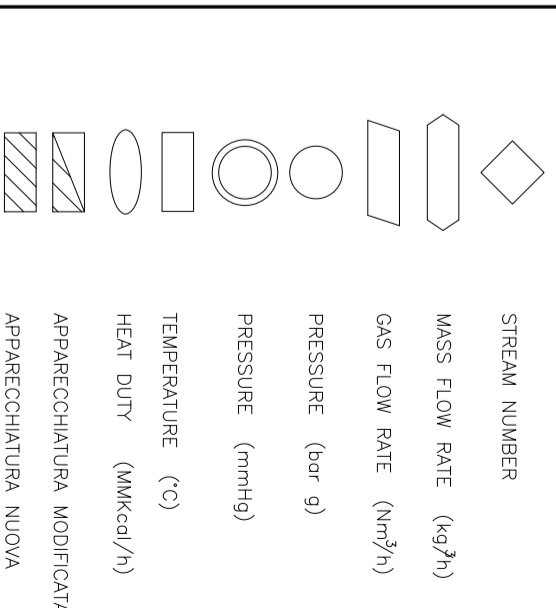 STREAM NUMBER
MASS FLOW RATE (kg³/h)
GAS FLOW RATE (Nm³/h)
PRESSURE (bar g)
PRESSURE (mmHg)
TEMPERATURE (°C)
HEAT DUTY (MMKcal/h)
APPARECCHIATURA MODIFICATA
APPARECCHIATURA NUOVA